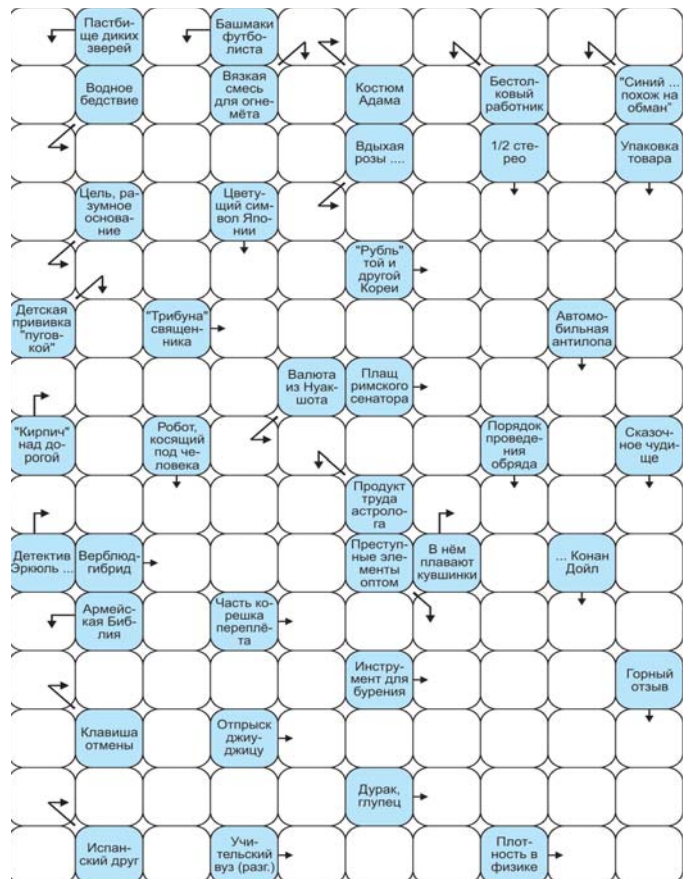 Пастби-
ще диких
зверей
Башмаки
футбо-
листа
Водное
бедствие
Вязкая
смесь
для огне-
мёта
Костюм
Адама
Бестол-
ковый
работник
"Синий ...
похож на
обман"
Вдыхая
розы ....
1/2 сте-
рео
Упаковка
товара
Цель, ра-
зумное
основа-
ние
Цвету-
щий сим-
вол Япо-
нии
"Рубль"
той и
другой
Кореи
Детская
прививка
"пугов-
кой"
"Трибуна"
священ-
ника
Автомо-
бильная
антилопа
Валюта
из Нуак-
шота
Плащ
римского
сенатора
"Кирпич"
над до-
рогой
Робот,
косящий
под че-
ловека
Порядок
проведе-
ния
обряда
Сказоч-
ное чуди-
ще
Продукт
труда
астроло-
га
Детектив
Эркюль ...
Верблюд-
гибрид
Преступ-
ные эле-
менты
оптом
В нём
плавают
кувшинки
... Конан
Дойл
Армейс-
кая Биб-
лия
Часть ко-
решка
переплё-
та
Инстру-
мент для
бурения
Горный
отзыв
Клавиша
отмены
Отпрыск
джиу-
джицу
Дурак,
глупец
Испан-
ский друг
Учи-
тельский
вуз (разг.)
Плот-
ность в
физике